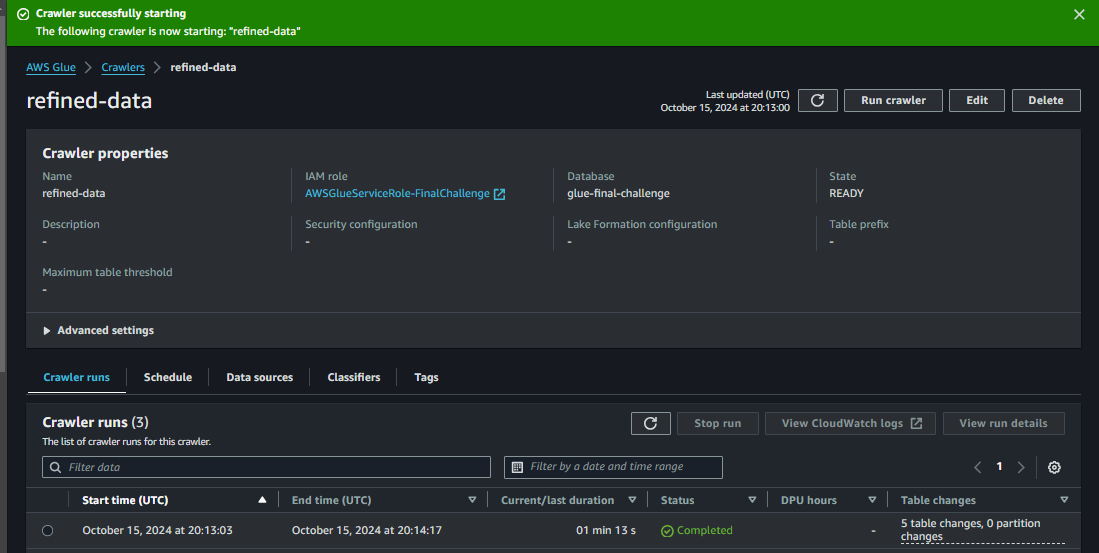 Crawler successfully starting
The following crawler is now starting: "refined-data"
AWS Glue > Crawlers > refined-data
refined-data
Last updated (UTC)
October 15, 2024 at 20:13:00
Run crawler
Edit
Delete
Crawler properties
Name
refined-data
IAM role
AWSGlueServiceRole-FinalChallenge
Database
glue-final-challenge
State
READY
Description
-
Security configuration
-
Lake Formation configuration
-
Table prefix
-
Maximum table threshold
-
Advanced settings
Crawler runs
Schedule
Data sources
Classifiers
Tags
Crawler runs (3)
The list of crawler runs for this crawler.
Stop run
View CloudWatch logs
View run details
Filter data
Filter by a date and time range
1
Start time (UTC)
End time (UTC)
Current/last duration
Status
DPU hours
Table changes
October 15, 2024 at 20:13:03
October 15, 2024 at 20:14:17
01 min 13 s
Completed
-
5 table changes, 0 partition
changes